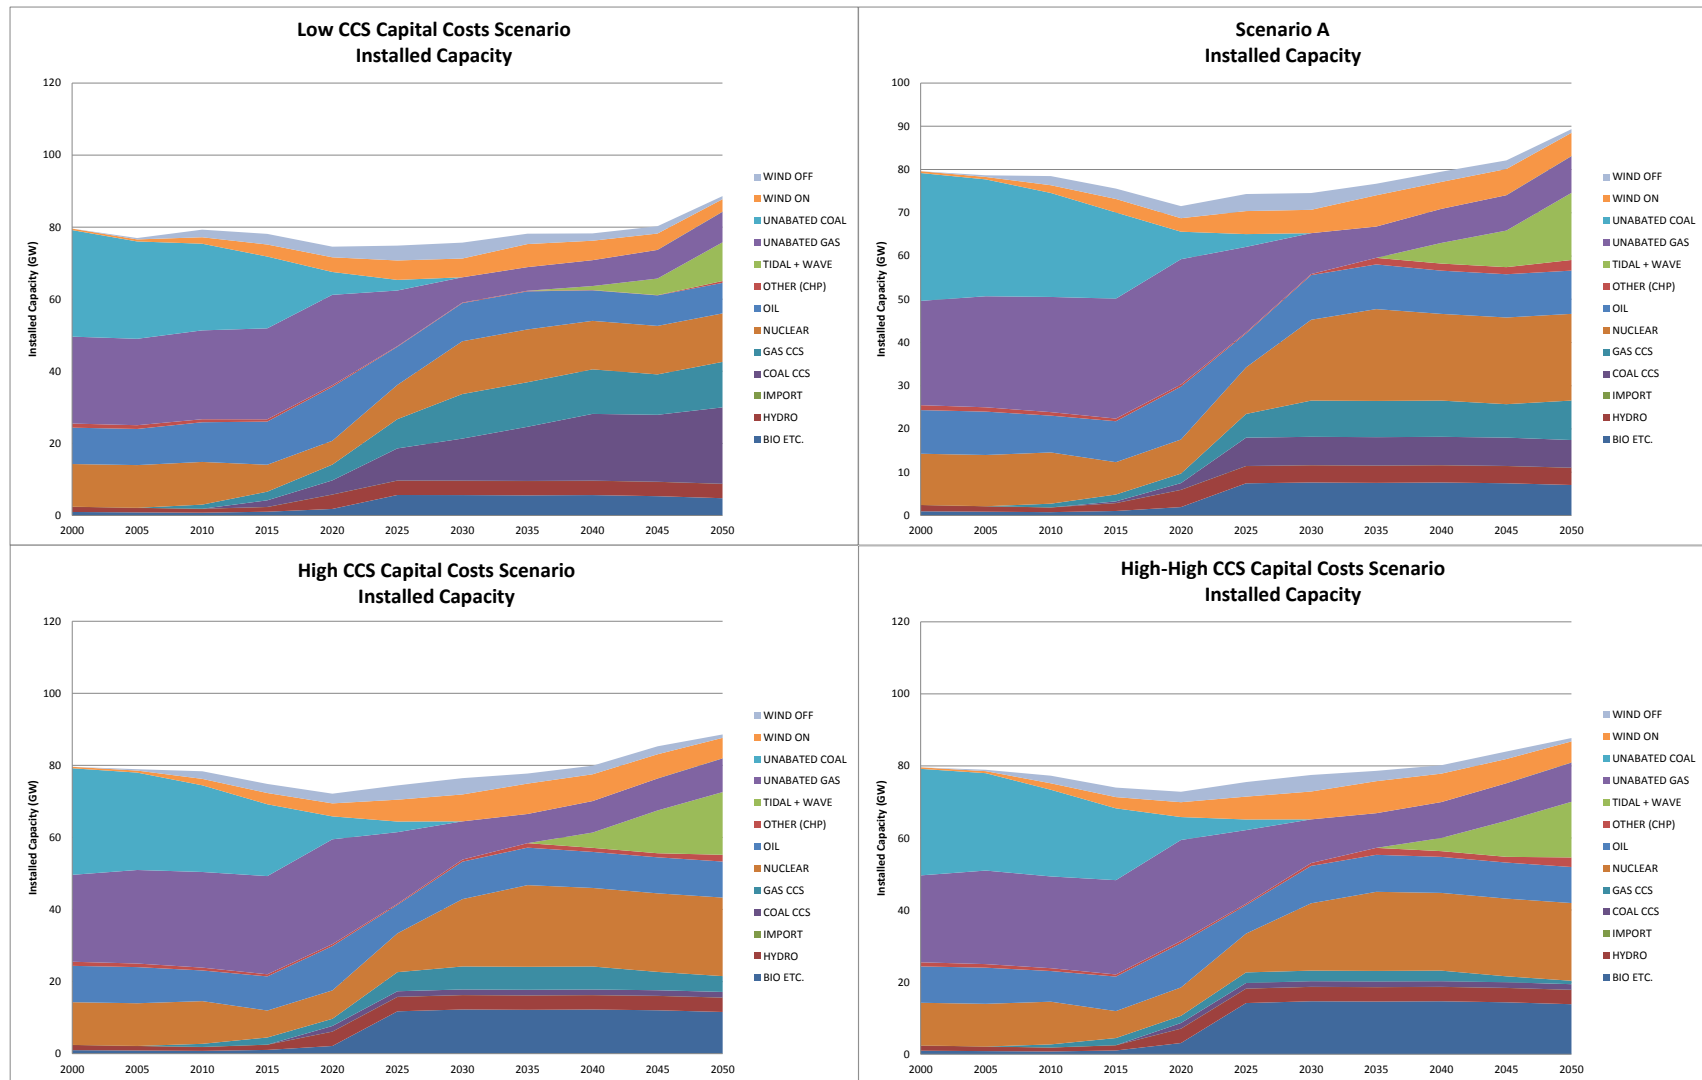 Low CCS Capital Costs Scenario
Installed Capacity
Installed Capacity (GW)
120
100
80
60
40
20
0
2000 2005 2010 2015 2020 2025 2030 2035 2040 2045 2050
WIND OFF
WIND ON
UNABATED COAL
UNABATED GAS
TIDAL + WAVE
OTHER (CHP)
OIL
NUCLEAR
GAS CCS
COAL CCS
IMPORT
HYDRO
BIO ETC.
Scenario A
Installed Capacity
Installed Capacity (GW)
100
90
80
70
60
50
40
30
20
10
0
2000 2005 2010 2015 2020 2025 2030 2035 2040 2045 2050
WIND OFF
WIND ON
UNABATED COAL
UNABATED GAS
TIDAL + WAVE
OTHER (CHP)
OIL
NUCLEAR
GAS CCS
COAL CCS
IMPORT
HYDRO
BIO ETC.
High CCS Capital Costs Scenario
Installed Capacity
Installed Capacity (GW)
120
100
80
60
40
20
0
2000 2005 2010 2015 2020 2025 2030 2035 2040 2045 2050
WIND OFF
WIND ON
UNABATED COAL
UNABATED GAS
TIDAL + WAVE
OTHER (CHP)
OIL
NUCLEAR
GAS CCS
COAL CCS
IMPORT
HYDRO
BIO ETC.
High-High CCS Capital Costs Scenario
Installed Capacity
Installed Capacity (GW)
120
100
80
60
40
20
0
2000 2005 2010 2015 2020 2025 2030 2035 2040 2045 2050
WIND OFF
WIND ON
UNABATED COAL
UNABATED GAS
TIDAL + WAVE
OTHER (CHP)
OIL
NUCLEAR
GAS CCS
COAL CCS
IMPORT
HYDRO
BIO ETC.